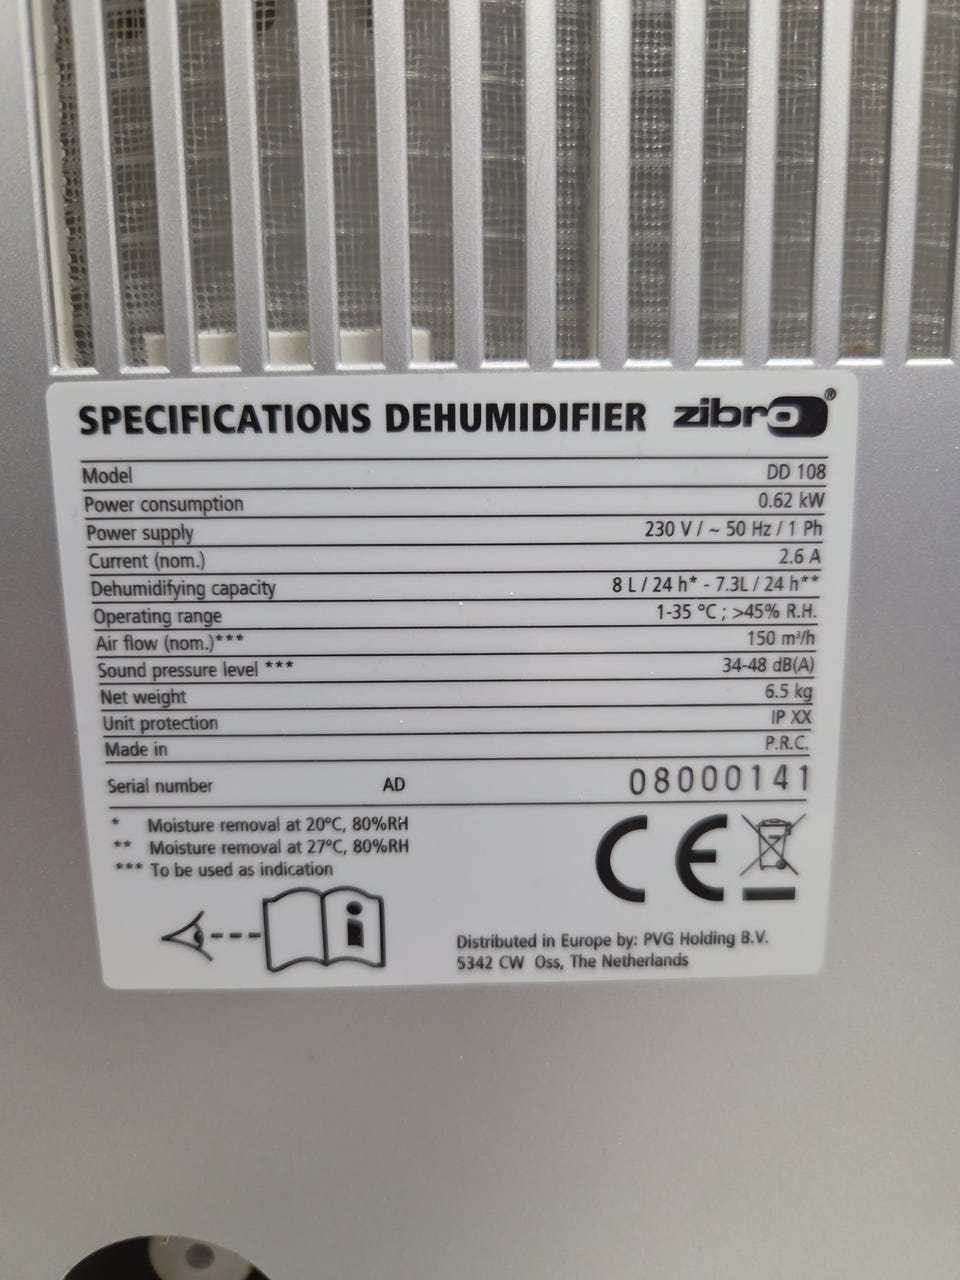 SPECIFICATIONS DEHUMIDIFIER zibro®
Model DD 108
Power consumption 0.62 kW
Power supply 230 V / ~ 50 Hz / 1 Ph
Current (nom.) 2.6 A
Dehumidifying capacity 8 L / 24 h* - 7.3L / 24 h**
Operating range 1-35 °C ; >45% R.H.
Air flow (nom.)*** 150 m³/h
Sound pressure level *** 34-48 dB(A)
Net weight 6.5 kg
Unit protection IP XX
Made in P.R.C.
Serial number AD 08000141
* Moisture removal at 20°C, 80%RH
** Moisture removal at 27°C, 80%RH
*** To be used as indication
i
CE
Distributed in Europe by: PVG Holding B.V.
5342 CW Oss, The Netherlands